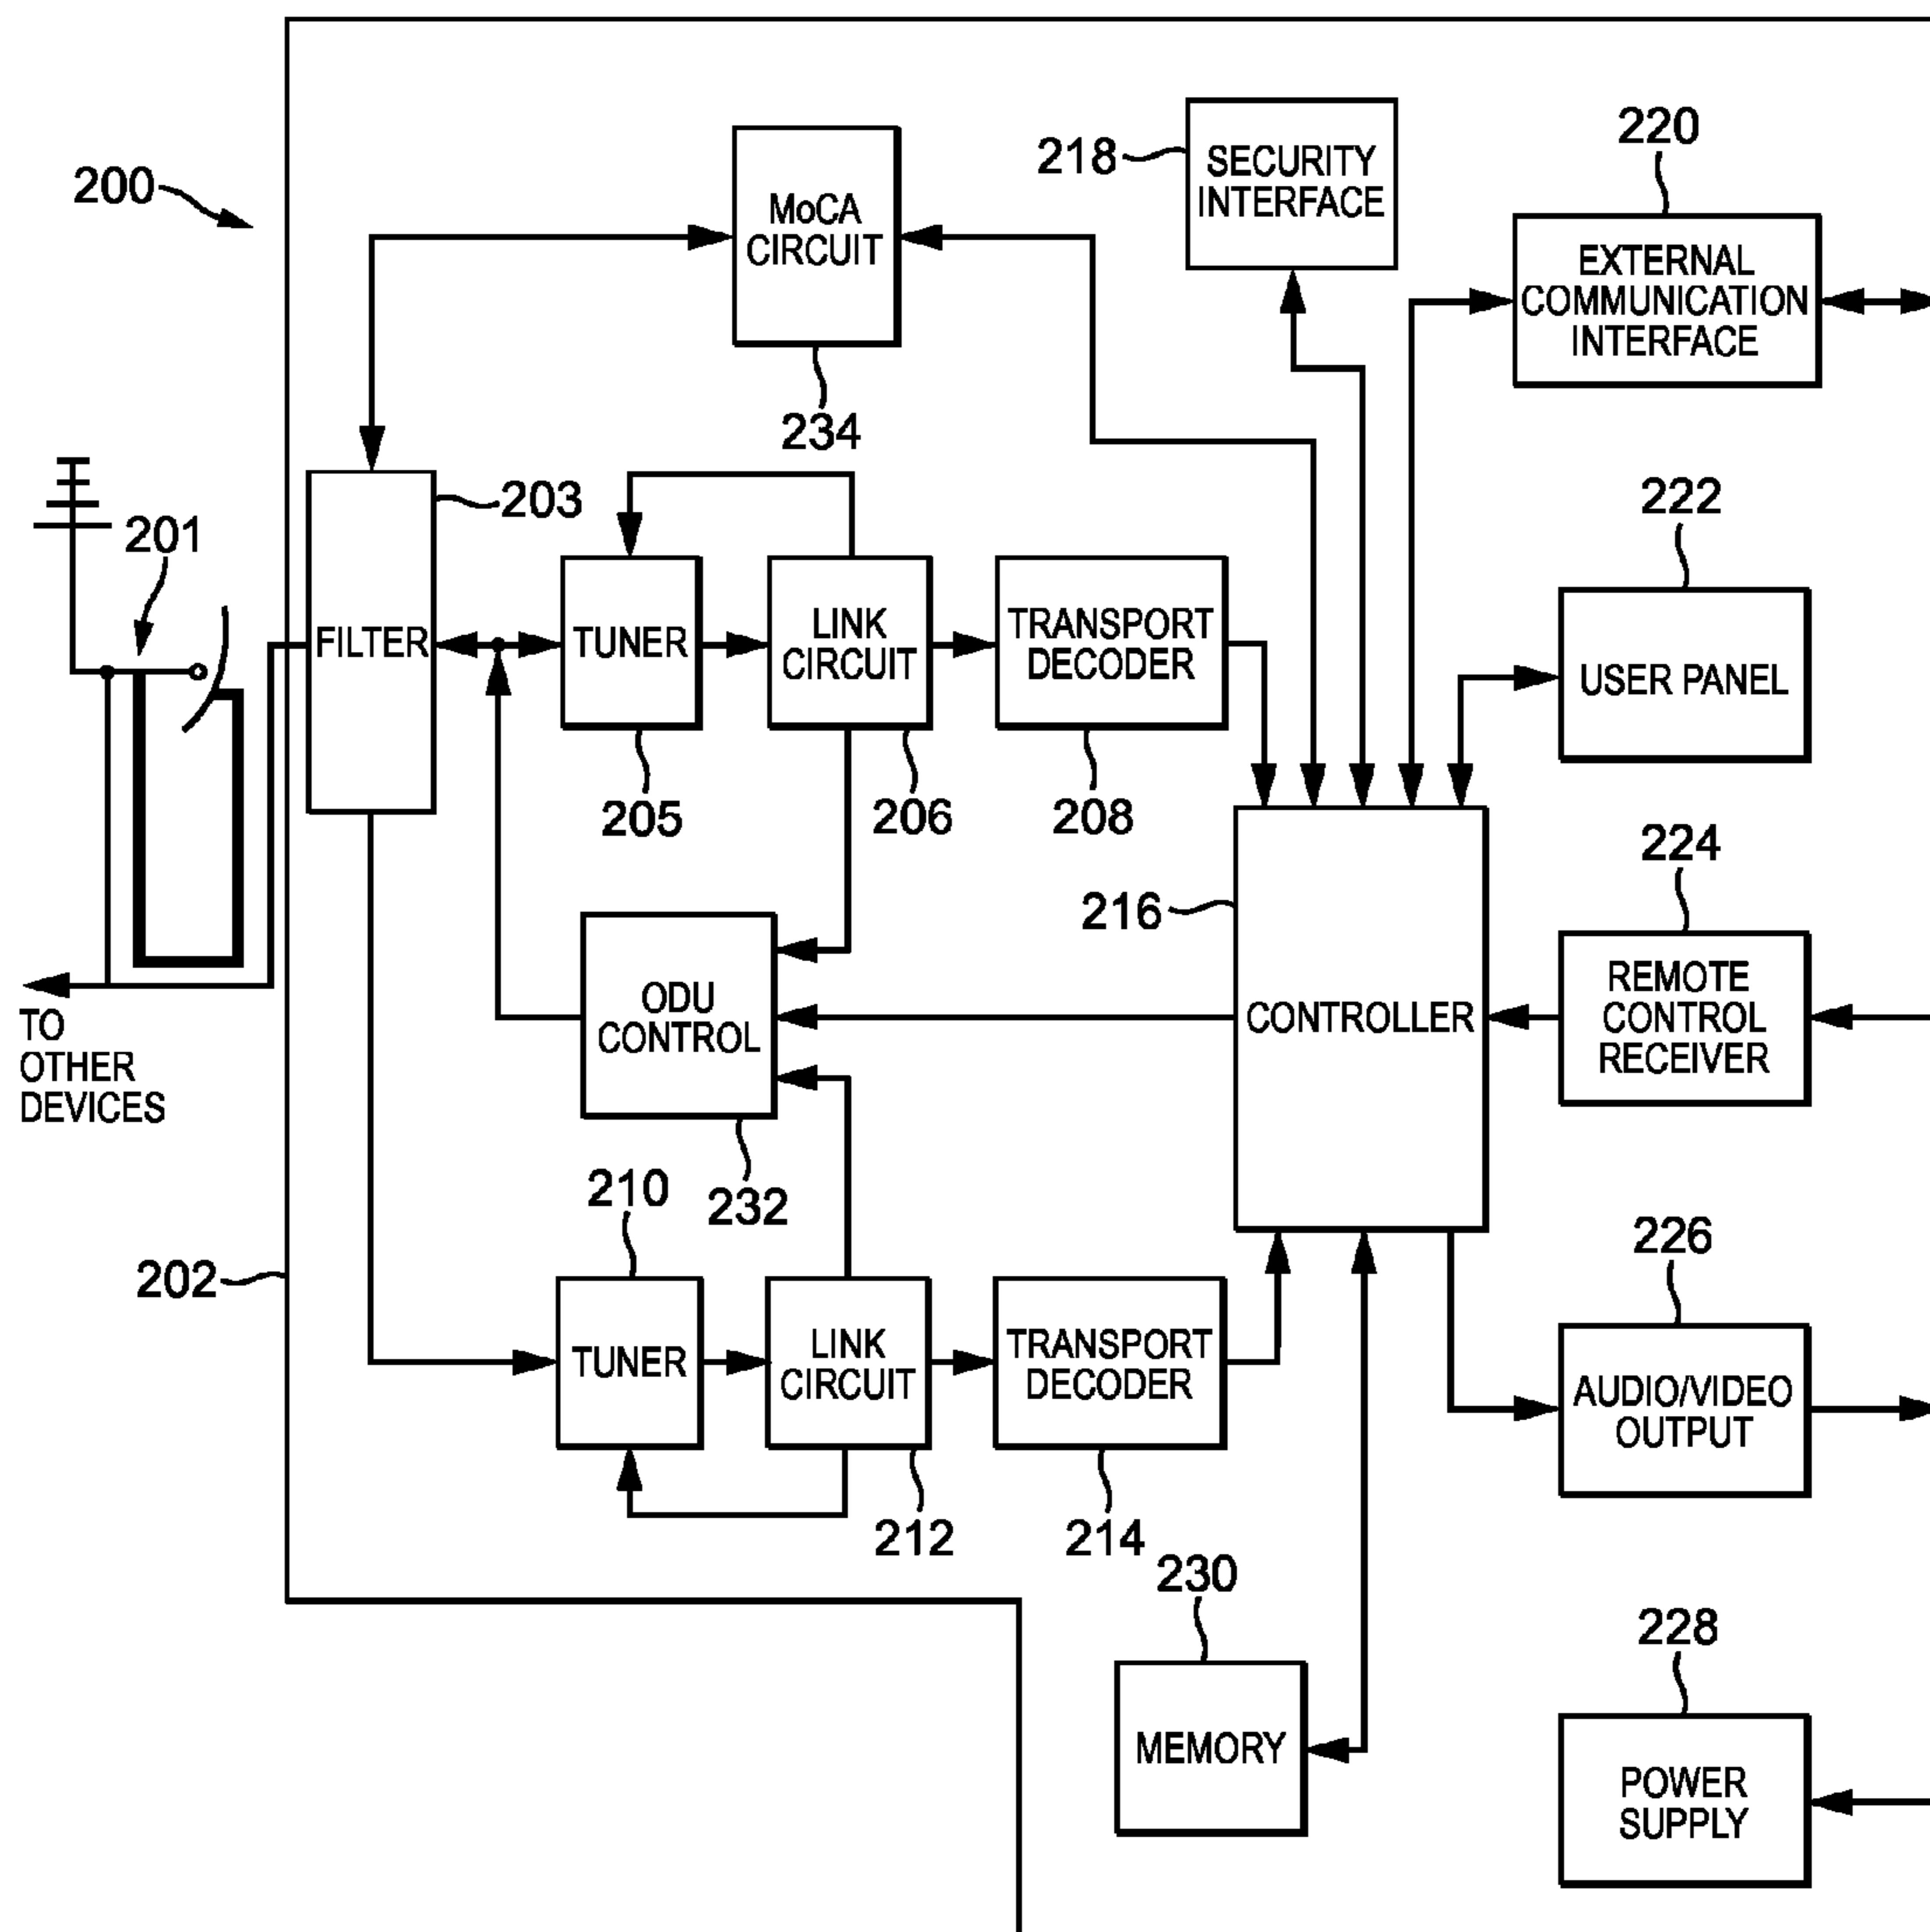 200
201
TO
OTHER
DEVICES
202
FILTER
203
MoCA
CIRCUIT
234
218
SECURITY
INTERFACE
220
EXTERNAL
COMMUNICATION
INTERFACE
TUNER
205
LINK
CIRCUIT
206
TRANSPORT
DECODER
208
222
USER PANEL
216
CONTROLLER
224
REMOTE
CONTROL
RECEIVER
ODU
CONTROL
232
210
TUNER
LINK
CIRCUIT
212
TRANSPORT
DECODER
214
226
AUDIO/VIDEO
OUTPUT
230
MEMORY
228
POWER
SUPPLY